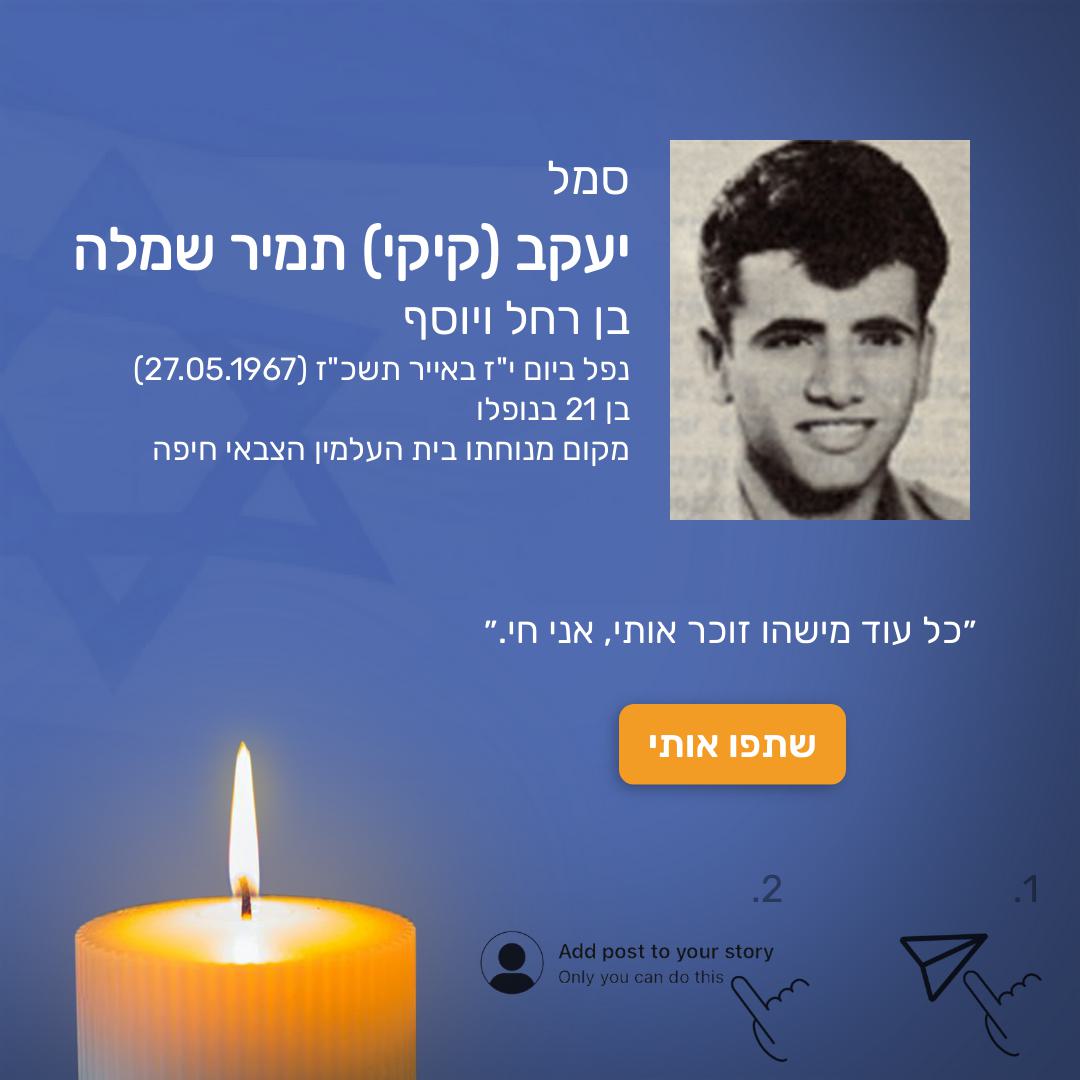 סמל
יעקב (קיקי) תמיר שמלה
בן רחל ויוסף
נפל ביום י"ז באייר תשכ"ז (27.05.1967)
בן 21 בנופלו
מקום מנוחתו בית העלמין הצבאי חיפה
״כל עוד מישהו זוכר אותי, אני חי.״
שתפו אותי
1.
2.
Add post to your story
Only you can do this